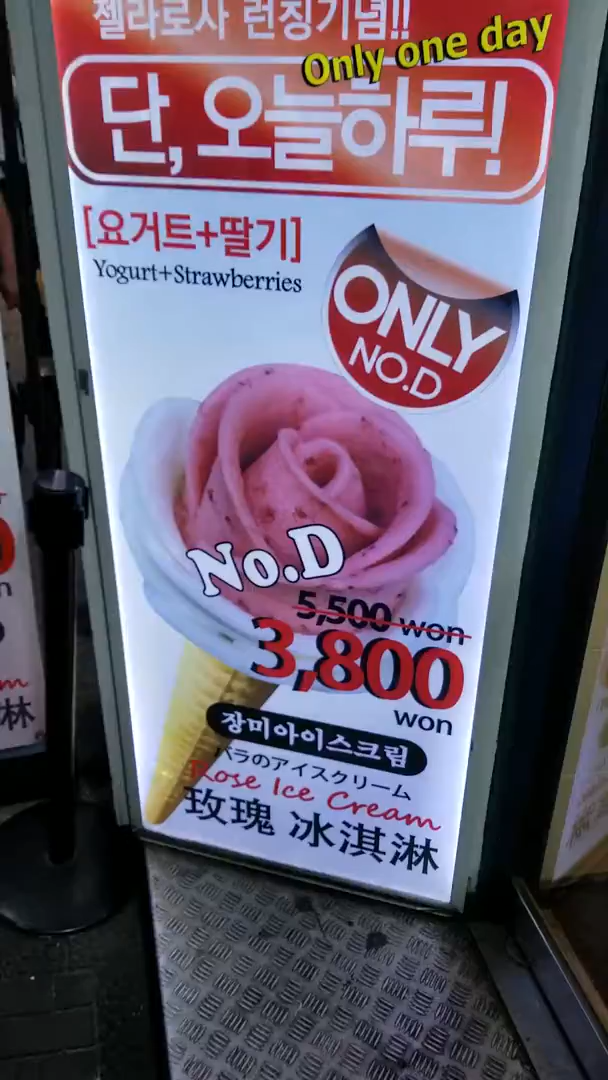 젤라로사 런칭기념!!
Only one day
단, 오늘하루!
[요거트+딸기]
Yogurt+Strawberries
ONLY
NO.D
No.D
5,500 won
3,800
won
장미아이스크림
バラのアイスクリーム
Rose Ice Cream
玫瑰 冰淇淋
淋